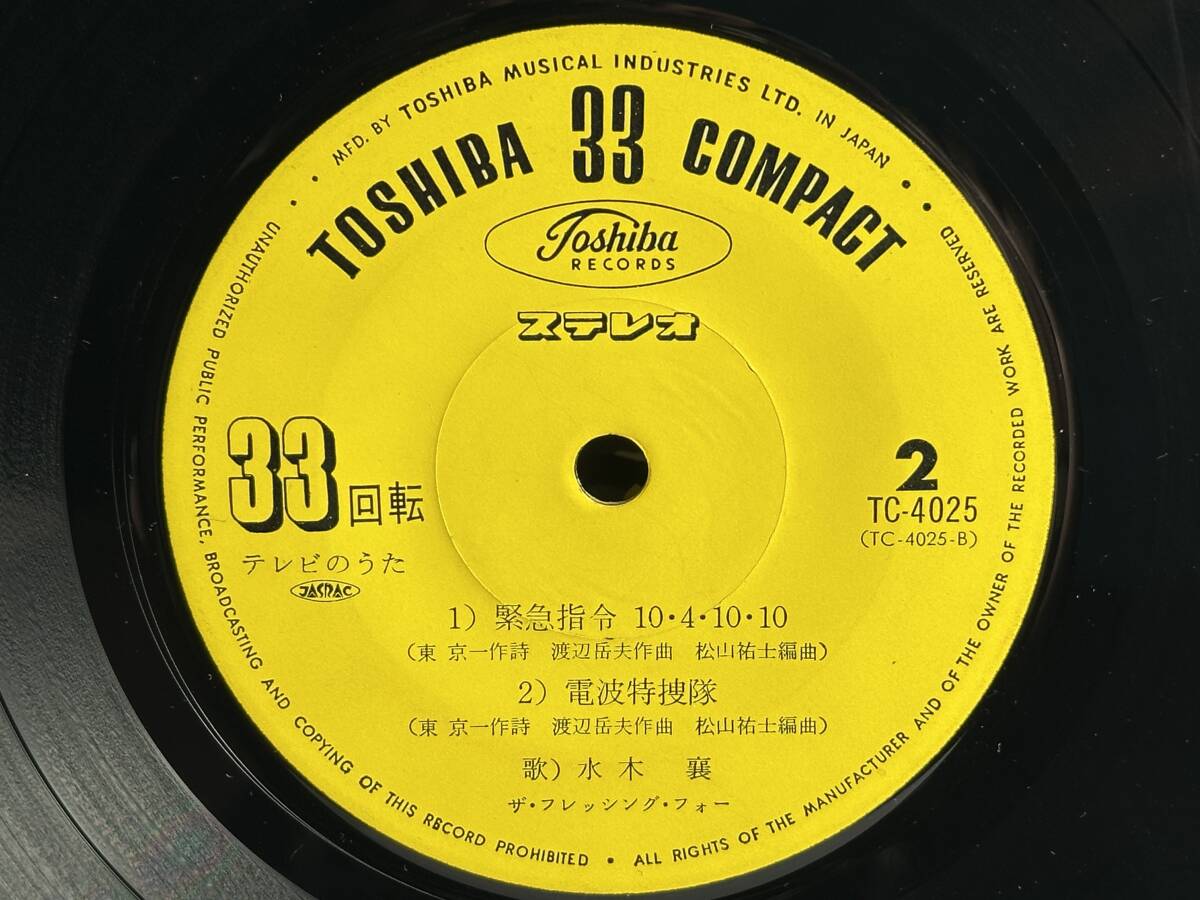 MFD. BY TOSHIBA MUSICAL INDUSTRIES LTD. IN JAPAN
TOSHIBA 33 COMPACT
Toshiba
RECORDS
ステレオ
33回転
テレビのうた
JASRAC
2
TC-4025
(TC-4025-B)
1) 緊急指令 10・4・10・10
(東 京一作詩 渡辺岳夫作曲 松山祐士編曲)
2) 電波特捜隊
(東 京一作詩 渡辺岳夫作曲 松山祐士編曲)
歌) 水木 襄
ザ・フレッシング・フォー
UNAUTHORIZED PUBLIC PERFORMANCE, BROADCASTING AND COPYING OF THIS RBCORD PROHIBITED • ALL RIGHTS OF THE MANUFACTURER AND OF THE OWNER OF THE RECORDED WORK ARE RESERVED